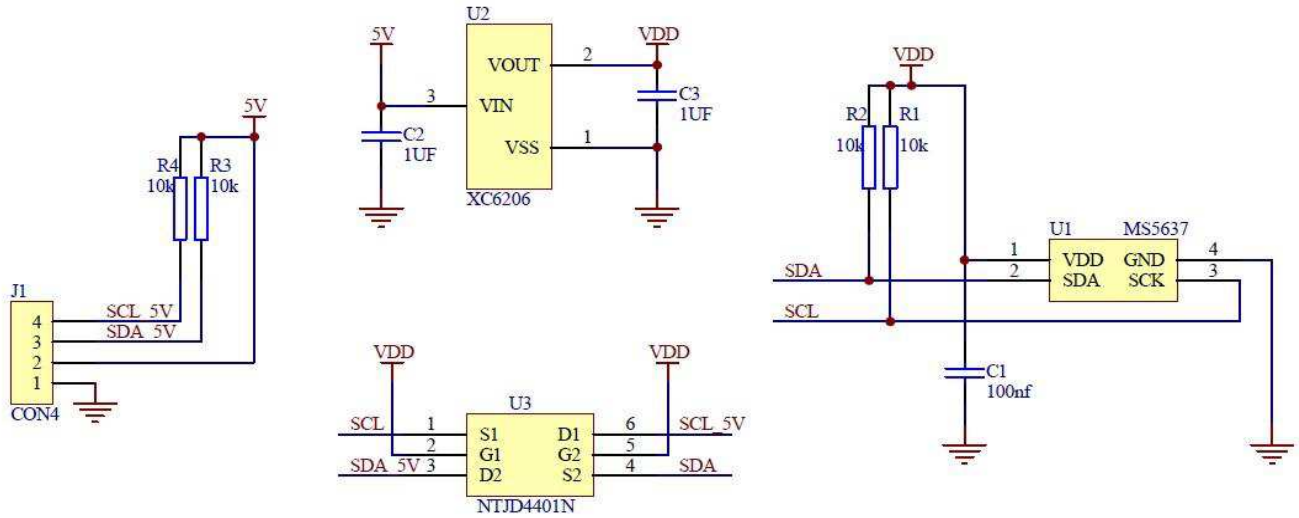 5V
R4
10k
R3
10k
J1
4
3
2
1
SCL_5V
SDA_5V
CON4
U2
5V
VDD
VOUT 2
3 VIN
VSS 1
C2
1UF
C3
1UF
XC6206
VDD
VDD
U3
SCL 1 S1 D1 6 SCL_5V
2 G1 G2 5
SDA_5V 3 D2 S2 4 SDA
NTJD4401N
VDD
R2
10k
R1
10k
U1 MS5637
1 VDD GND 4
SDA 2 SDA SCK 3
SCL
C1
100nf